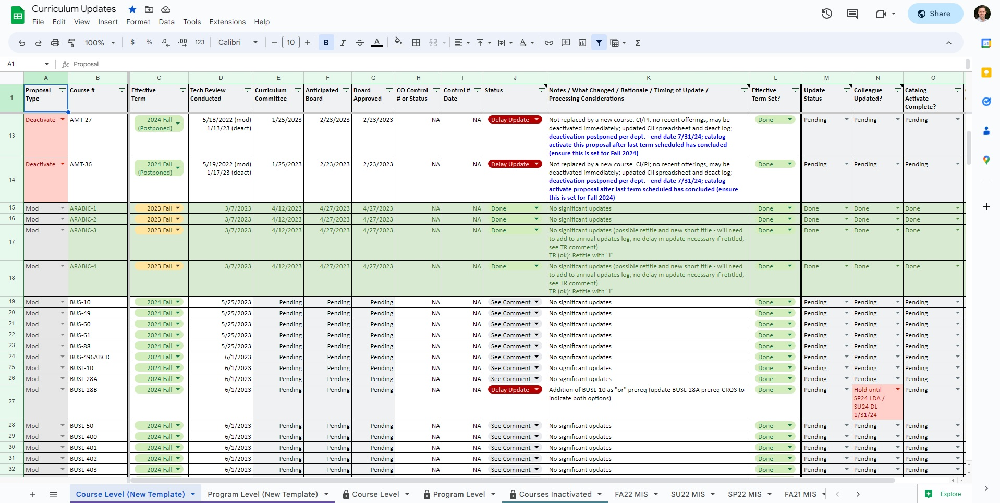 Curriculum Updates
File Edit View Insert Format Data Tools Extensions Help
Share
100% $ % .0 .00 123 Calibri 10 B I A
A1 fx Proposal
A B C D E F G H I J K L M N O
1 Proposal Type Course # Effective Term Tech Review Conducted Curriculum Committee Anticipated Board Board Approved CO Control # or Status Control # Date Status Notes / What Changed / Rationale / Timing of Update / Processing Considerations Effective Term Set? Update Status Colleague Updated? Catalog Activate Complete?
13 Deactivate AMT-27 2024 Fall (Postponed) 5/18/2022 (mod) 1/13/23 (deact) 1/25/2023 2/23/2023 2/23/2023 NA NA Delay Update Not replaced by a new course. CI/PI; no recent offerings, may be
deactivated immediately; updated CII spreadsheet and deact log;
deactivation postponed per dept. - end date 7/31/24; catalog
activate this proposal after last term scheduled has concluded
(ensure this is set for Fall 2024) Done Pending Pending Pending
14 Deactivate AMT-36 2024 Fall (Postponed) 5/19/2022 (mod) 1/17/23 (deact) 1/25/2023 2/23/2023 2/23/2023 NA NA Delay Update Not replaced by a new course. CI/PI; no recent offerings, may be
deactivated immediately; updated CII spreadsheet and deact log;
deactivation postponed per dept. - end date 7/31/24; catalog
activate proposal after last term scheduled has concluded (ensure
this is set for Fall 2024) Done Pending Pending Pending
15 Mod ARABIC-1 2023 Fall 3/7/2023 4/12/2023 4/27/2023 4/27/2023 NA NA Done No significant updates Done Done Done Done
16 Mod ARABIC-2 2023 Fall 3/7/2023 4/12/2023 4/27/2023 4/27/2023 NA NA Done No significant updates Done Done Done Done
17 Mod ARABIC-3 2023 Fall 3/7/2023 4/12/2023 4/27/2023 4/27/2023 NA NA Done No significant updates (possible retitle and new short title - will need
to add to annual updates log; no delay in update necessary if retitled;
see TR comment)
TR (ok): Retitle with "I" Done Done Done Done
18 Mod ARABIC-4 2023 Fall 3/7/2023 4/12/2023 4/27/2023 4/27/2023 NA NA Done No significant updates (possible retitle and new short title - will need
to add to annual updates log; no delay in update necessary if retitled;
see TR comment)
TR (ok): Retitle with "I" Done Done Done Done
19 Mod BUS-10 2024 Fall 5/25/2023 Pending Pending Pending NA NA See Comment No significant updates Done Pending Pending Pending
20 Mod BUS-49 2024 Fall 5/25/2023 Pending Pending Pending NA NA See Comment No significant updates Done Pending Pending Pending
21 Mod BUS-60 2024 Fall 5/25/2023 Pending Pending Pending NA NA See Comment No significant updates Done Pending Pending Pending
22 Mod BUS-61 2024 Fall 5/25/2023 Pending Pending Pending NA NA See Comment No significant updates Done Pending Pending Pending
23 Mod BUS-88 2024 Fall 5/25/2023 Pending Pending Pending NA NA See Comment No significant updates Done Pending Pending Pending
24 Mod BUS-496ABCD 2024 Fall 6/1/2023 Pending Pending Pending NA NA See Comment No significant updates Done Pending Pending Pending
25 Mod BUSL-10 2024 Fall 6/1/2023 Pending Pending Pending NA NA See Comment No significant updates Done Pending Pending Pending
26 Mod BUSL-28A 2024 Fall 6/1/2023 Pending Pending Pending NA NA See Comment No significant updates Done Pending Pending Pending
27 Mod BUSL-28B 2024 Fall 6/1/2023 Pending Pending Pending NA NA Delay Update Addition of BUSL-10 as "or" prereq (update BUSL-28A prereq CRQS to
indicate both options) Done Pending Hold until SP24 LDA / SU24 DL 1/31/24 Pending
28 Mod BUSL-50 2024 Fall 6/1/2023 Pending Pending Pending NA NA See Comment No significant updates Done Pending Pending Pending
29 Mod BUSL-400 2024 Fall 6/1/2023 Pending Pending Pending NA NA See Comment No significant updates Done Pending Pending Pending
30 Mod BUSL-401 2024 Fall 6/1/2023 Pending Pending Pending NA NA See Comment No significant updates Done Pending Pending Pending
31 Mod BUSL-402 2024 Fall 6/1/2023 Pending Pending Pending NA NA See Comment No significant updates Done Pending Pending Pending
32 Mod BUSL-403 2024 Fall 6/1/2023 Pending Pending Pending NA NA See Comment No significant updates Done Pending Pending Pending
Course Level (New Template) Program Level (New Template) Course Level Program Level Courses Inactivated FA22 MIS SU22 MIS SP22 MIS FA21 MIS Explore